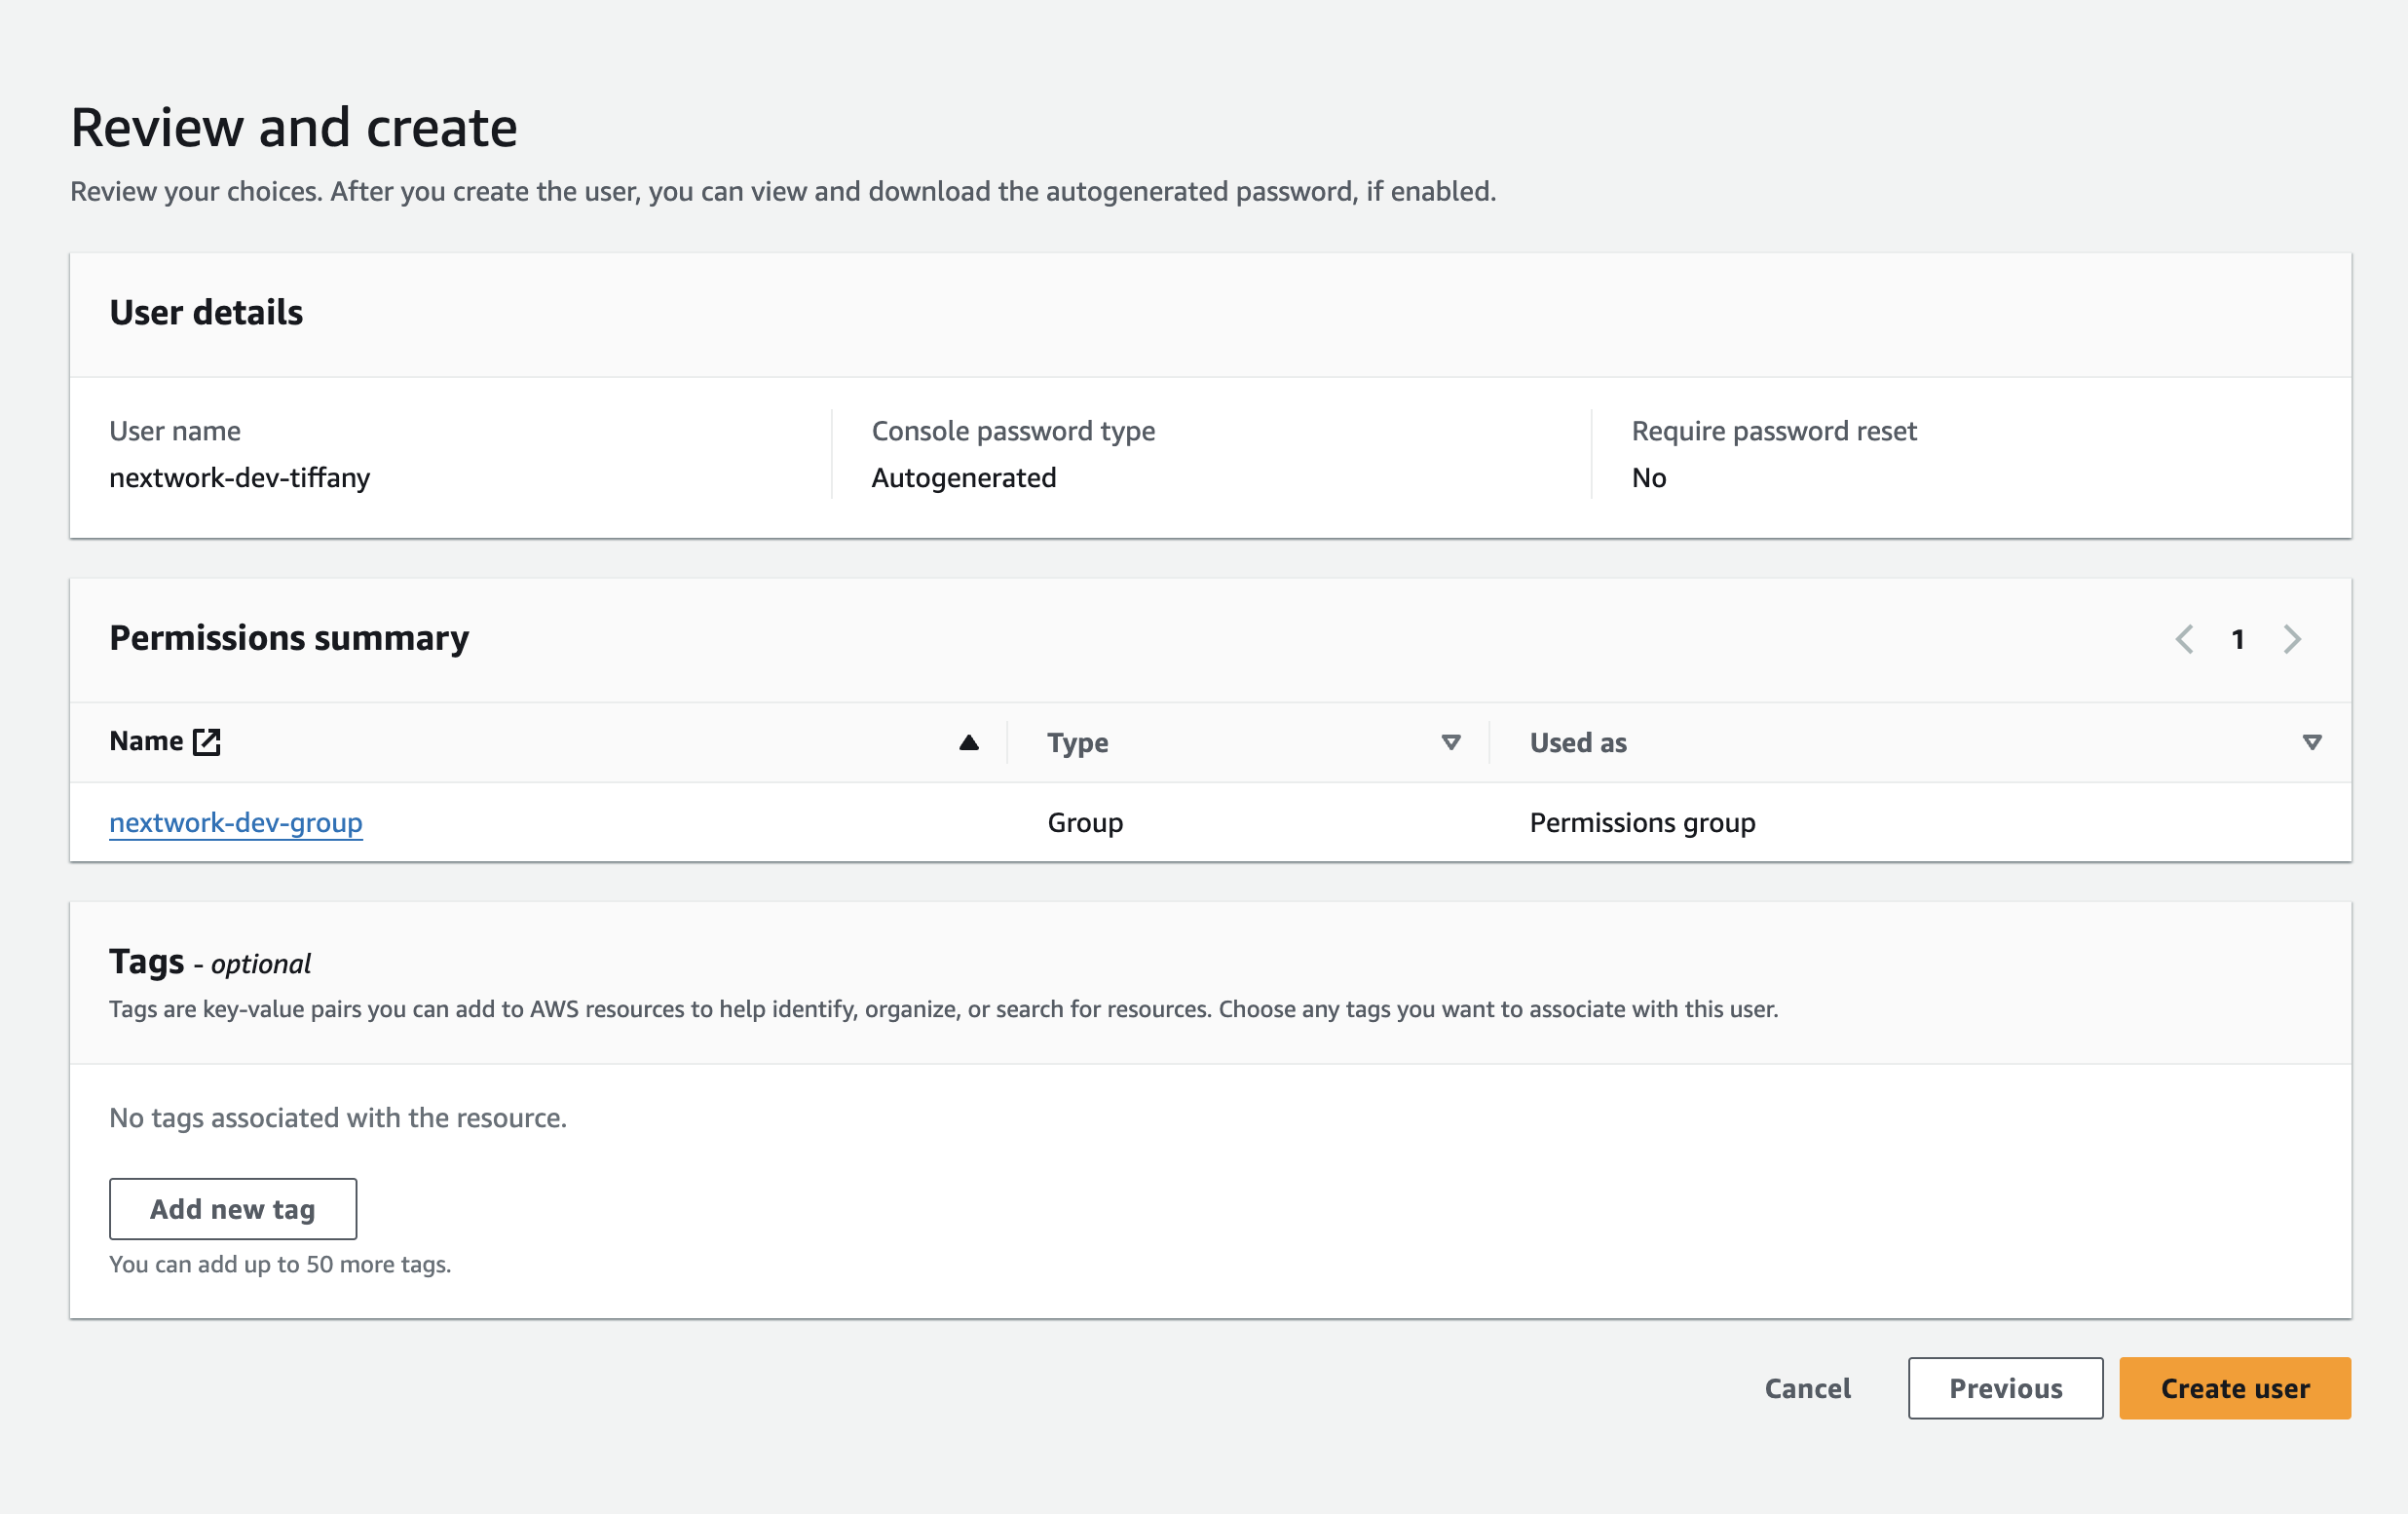 Review and create
Review your choices. After you create the user, you can view and download the autogenerated password, if enabled.
User details
User name
nextwork-dev-tiffany
Console password type
Autogenerated
Require password reset
No
Permissions summary
1
Name
Type
Used as
nextwork-dev-group
Group
Permissions group
Tags - optional
Tags are key-value pairs you can add to AWS resources to help identify, organize, or search for resources. Choose any tags you want to associate with this user.
No tags associated with the resource.
Add new tag
You can add up to 50 more tags.
Cancel
Previous
Create user